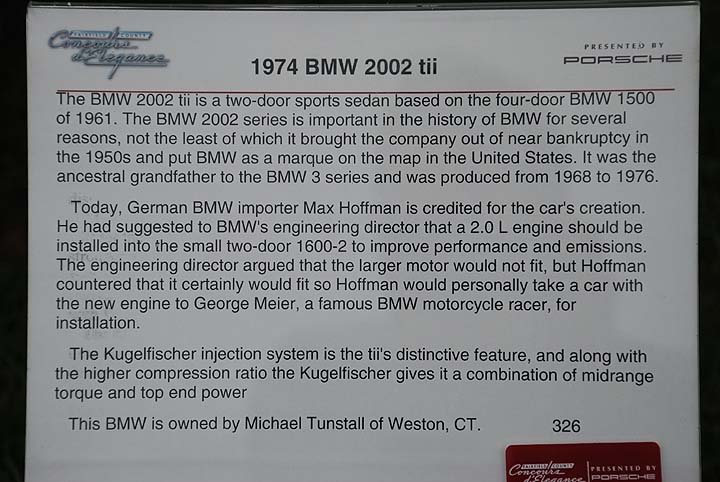 FAIRFIELD COUNTY
Concours
d'Elegance
PRESENTED BY
PORSCHE
1974 BMW 2002 tii
The BMW 2002 tii is a two-door sports sedan based on the four-door BMW 1500
of 1961. The BMW 2002 series is important in the history of BMW for several
reasons, not the least of which it brought the company out of near bankruptcy in
the 1950s and put BMW as a marque on the map in the United States. It was the
ancestral grandfather to the BMW 3 series and was produced from 1968 to 1976.
Today, German BMW importer Max Hoffman is credited for the car's creation.
He had suggested to BMW's engineering director that a 2.0 L engine should be
installed into the small two-door 1600-2 to improve performance and emissions.
The engineering director argued that the larger motor would not fit, but Hoffman
countered that it certainly would fit so Hoffman would personally take a car with
the new engine to George Meier, a famous BMW motorcycle racer, for
installation.
The Kugelfischer injection system is the tii's distinctive feature, and along with
the higher compression ratio the Kugelfischer gives it a combination of midrange
torque and top end power
This BMW is owned by Michael Tunstall of Weston, CT. 326
FAIRFIELD COUNTY
Concours
d'Elegance
PRESENTED BY
PORSCHE